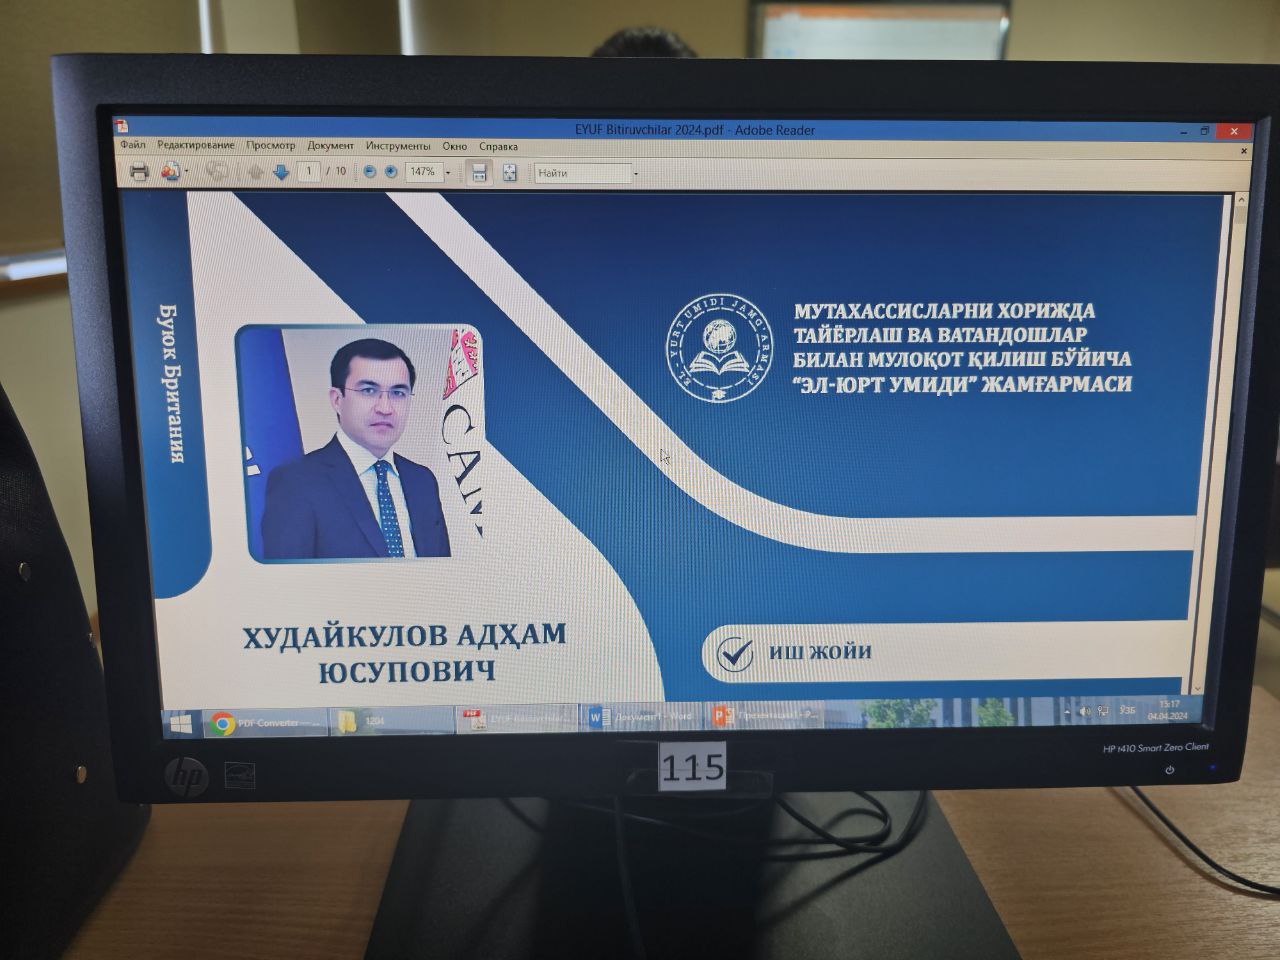 EYUF Bitiruvchilar 2024.pdf - Adobe Reader
Файл Редактирование Просмотр Документ Инструменты Окно Справка
1 / 10 147% Найти
Буюк Британия
EL-YURT UMIDI JAMG'ARMASI
МУТАХАССИСЛАРНИ ХОРИЖДА
ТАЙЁРЛАШ ВА ВАТАНДОШЛАР
БИЛАН МУЛОҚОТ ҚИЛИШ БЎЙИЧА
“ЭЛ-ЮРТ УМИДИ” ЖАМҒАРМАСИ
ХУДАЙКУЛОВ АДҲАМ
ЮСУПОВИЧ
ИШ ЖОЙИ
PDF Converter — ...
1204
EYUF Bitiruvchilar...
Документ1 - Word
Презентация1 - P...
ЎЗБ
15:17
04.04.2024
hp
HP t410 Smart Zero Client
115